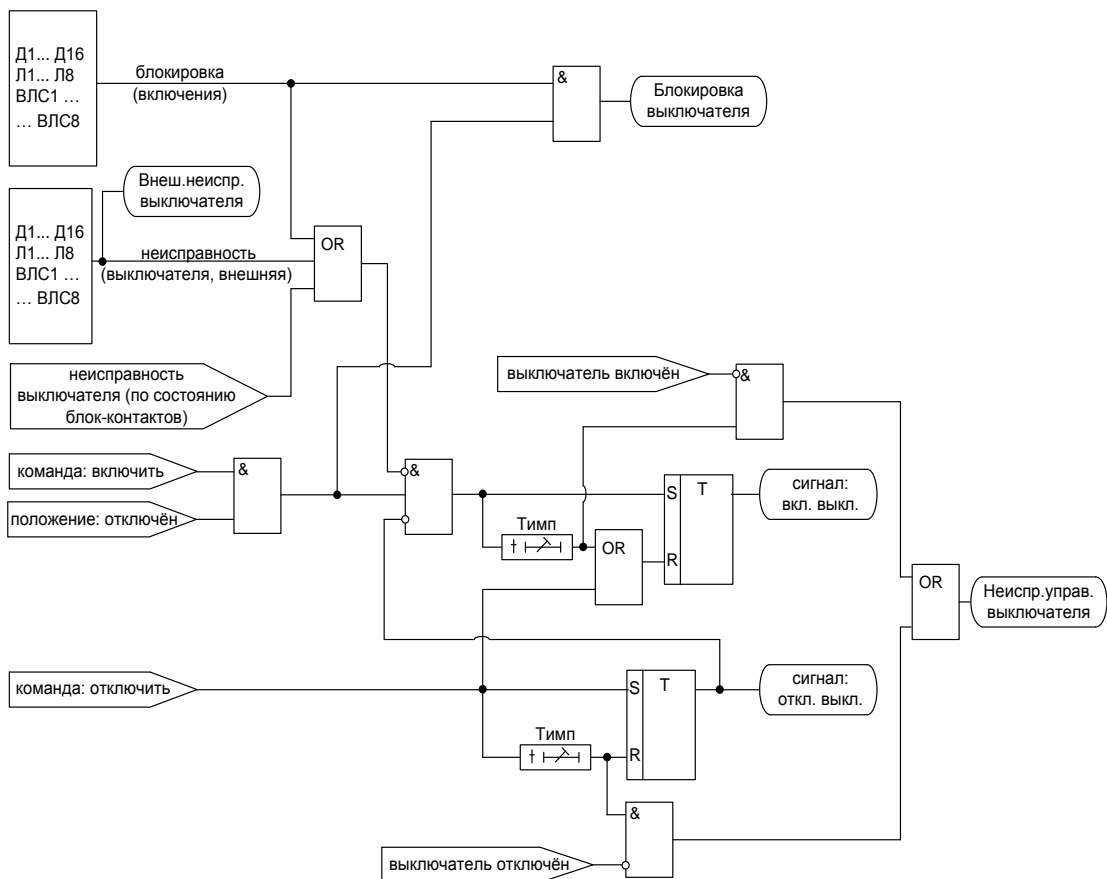 Д1... Д16
Л1... Л8
ВЛС1 ...
... ВЛС8
блокировка
(включения)
&
Блокировка
выключателя
Внеш.неиспр.
выключателя
Д1... Д16
Л1... Л8
ВЛС1 ...
... ВЛС8
неисправность
(выключателя, внешняя)
OR
неисправность
выключателя (по состоянию
блок-контактов)
выключатель включён
&
команда: включить
&
положение: отключён
&
S
T
R
сигнал:
вкл. выкл.
Тимп
OR
OR
Неиспр.управ.
выключателя
команда: отключить
S
T
R
сигнал:
откл. выкл.
Тимп
&
выключатель отключён